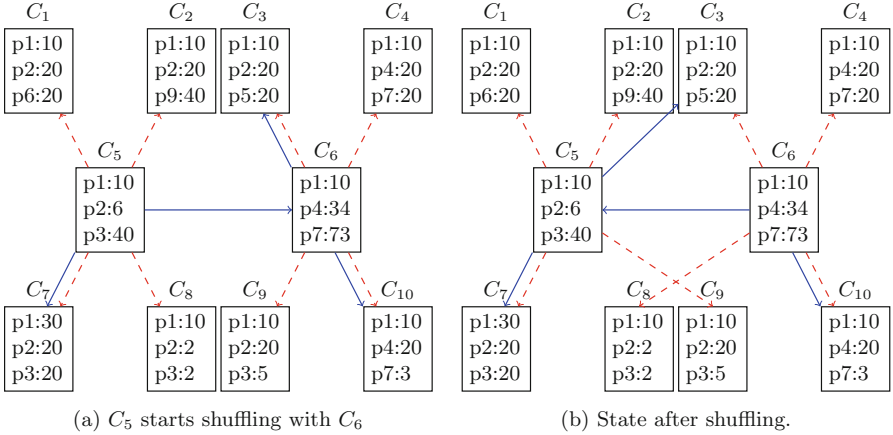 C1 C2 C3 C4
p1:10 p1:10 p1:10 p1:10
p2:20 p2:20 p2:20 p4:20
p6:20 p9:40 p5:20 p7:20
C5 C6
p1:10 p1:10
p2:6 p4:34
p3:40 p7:73
C7 C8 C9 C10
p1:30 p1:10 p1:10 p1:10
p2:20 p2:2 p2:20 p4:20
p3:20 p3:2 p3:5 p7:3
(a) C5 starts shuffling with C6
C1 C2 C3 C4
p1:10 p1:10 p1:10 p1:10
p2:20 p2:20 p2:20 p4:20
p6:20 p9:40 p5:20 p7:20
C5 C6
p1:10 p1:10
p2:6 p4:34
p3:40 p7:73
C7 C8 C9 C10
p1:30 p1:10 p1:10 p1:10
p2:20 p2:2 p2:20 p4:20
p3:20 p3:2 p3:5 p7:3
(b) State after shuffling.